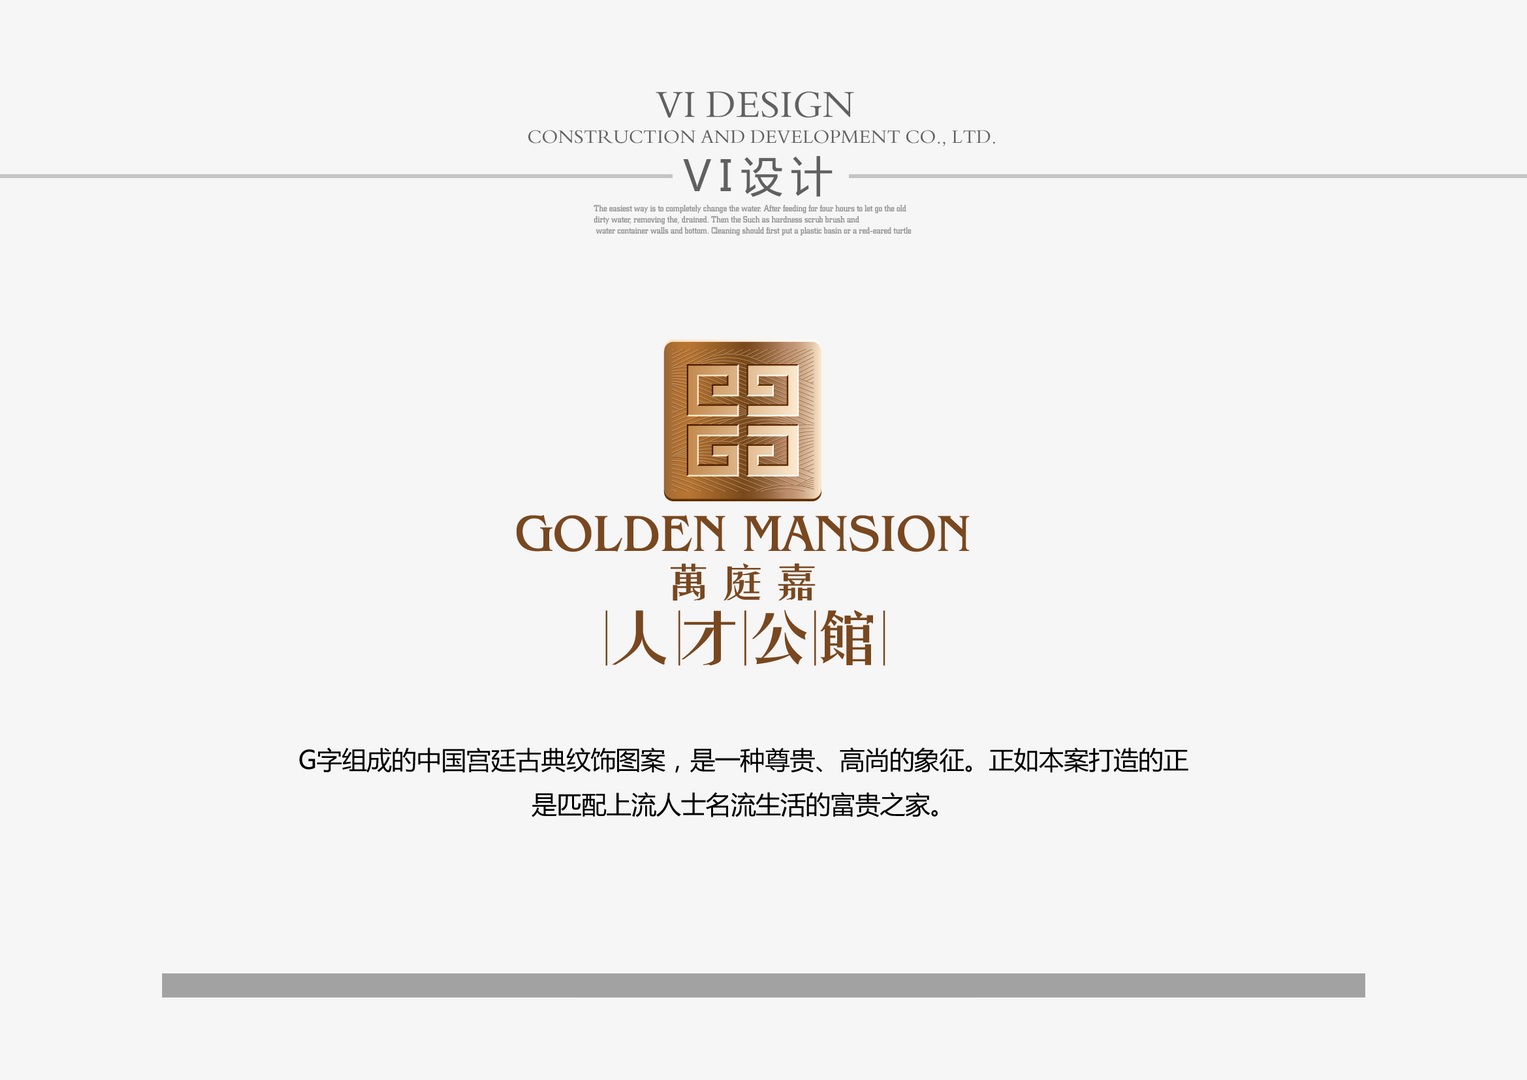 VI DESIGN
CONSTRUCTION AND DEVELOPMENT CO., LTD.
VI设计
The easiest way is to completely change the water. After feeding for four hours to let go the old
dirty water, removing the, drained. Then the Such as hardness scrub brush and
water container walls and bottom. Cleaning should first put a plastic basin or a red-eared turtle
GOLDEN MANSION
萬庭嘉
人才公館
G字组成的中国宫廷古典纹饰图案，是一种尊贵、高尚的象征。正如本案打造的正
是匹配上流人士名流生活的富贵之家。